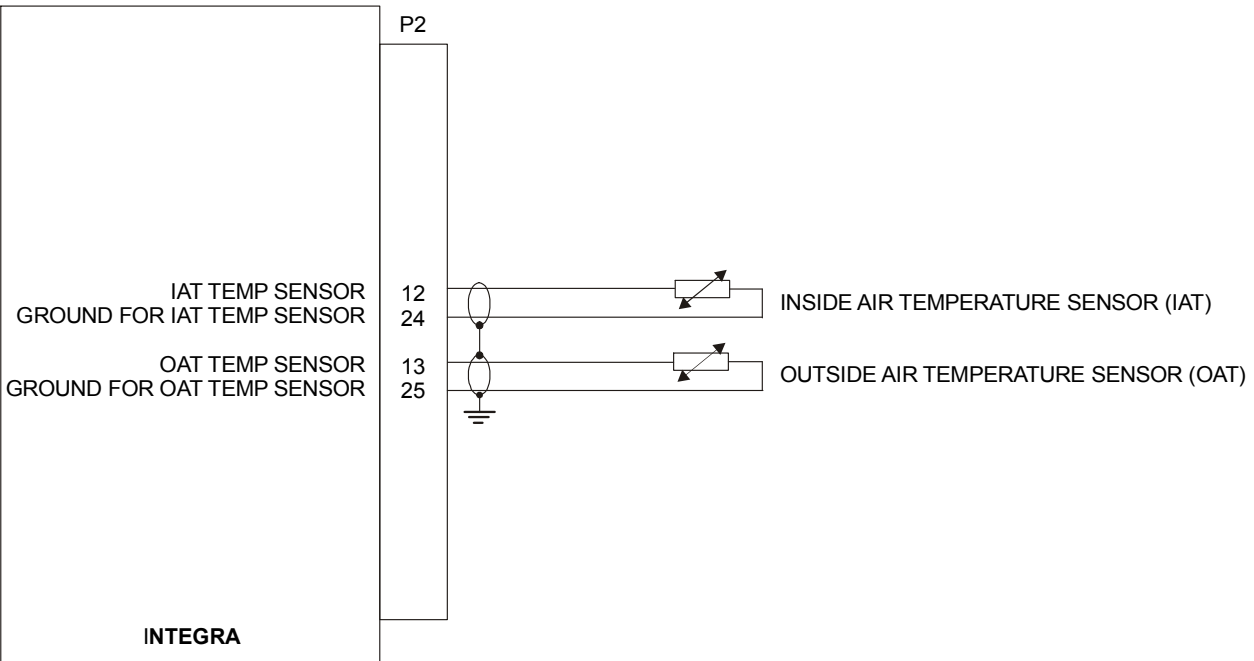 P2
IAT TEMP SENSOR 12
GROUND FOR IAT TEMP SENSOR 24
INSIDE AIR TEMPERATURE SENSOR (IAT)
OAT TEMP SENSOR 13
GROUND FOR OAT TEMP SENSOR 25
OUTSIDE AIR TEMPERATURE SENSOR (OAT)
INTEGRA